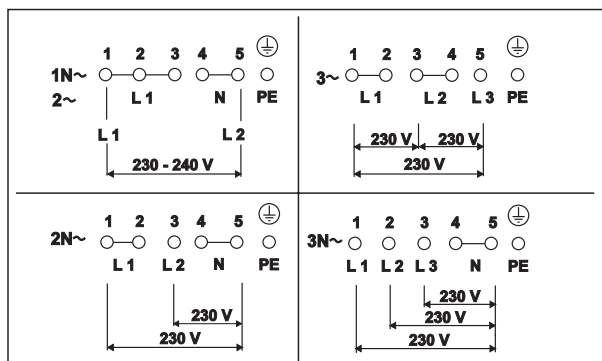 1 2 3 4 5
1N~
2~
L 1 N PE
L 1 L 2
230 - 240 V
1 2 3 4 5
3~
L 1 L 2 L 3 PE
230 V 230 V
230 V
1 2 3 4 5
2N~
L 1 L 2 N PE
230 V
230 V
1 2 3 4 5
3N~
L 1 L 2 L 3 N PE
230 V
230 V
230 V